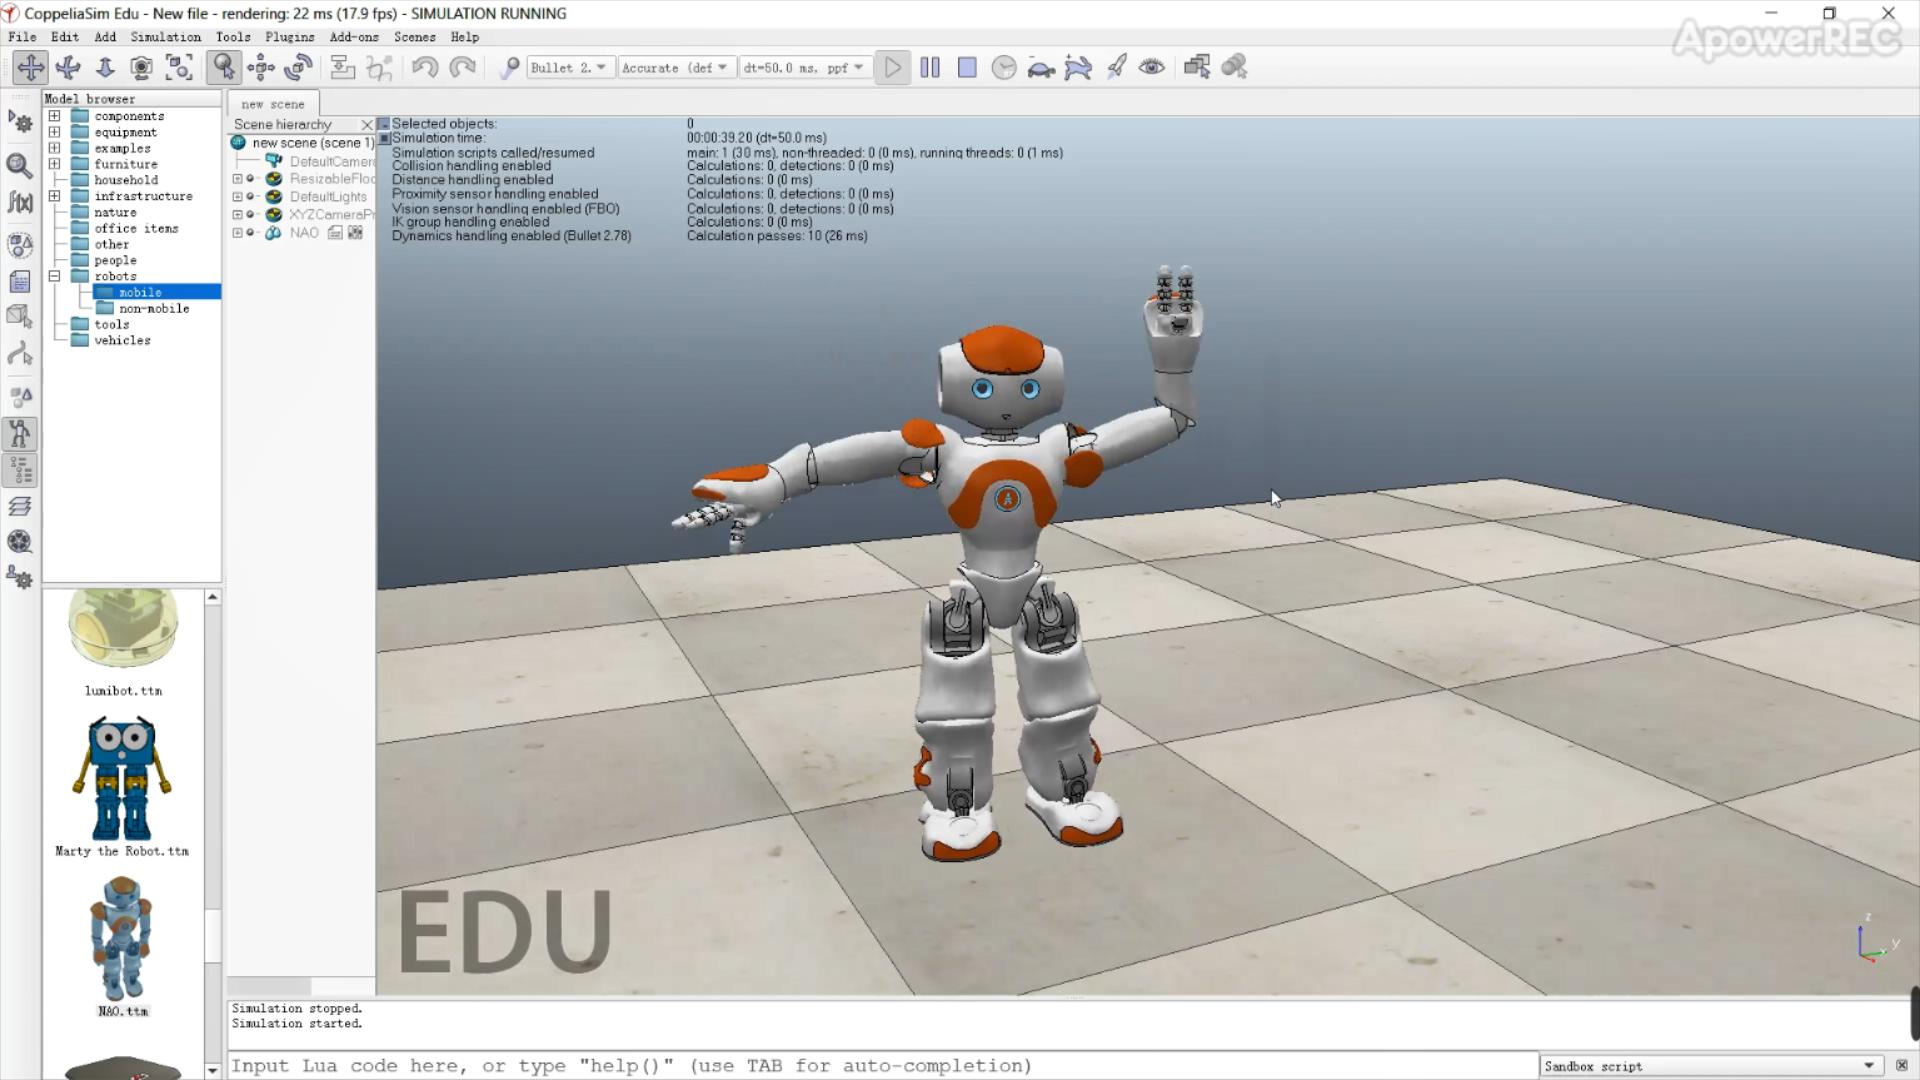 CoppeliaSim Edu - New file - rendering: 22 ms (17.9 fps) - SIMULATION RUNNING
ApowerREC
File Edit Add Simulation Tools Plugins Add-ons Scenes Help
Bullet 2. Accurate (def dt=50.0 ms, ppf
Model browser
components
equipment
examples
furniture
household
infrastructure
nature
office items
other
people
robots
mobile
non-mobile
tools
vehicles
lumibot.ttm
Marty the Robot.ttm
NAO.ttm
new scene
Scene hierarchy
new scene (scene 1)
DefaultCamera
ResizableFloo
DefaultLights
XYZCameraPr
NAO
Selected objects: 0
Simulation time: 00:00:39.20 (dt=50.0 ms)
Simulation scripts called/resumed main: 1 (30 ms), non-threaded: 0 (0 ms), running threads: 0 (1 ms)
Collision handling enabled Calculations: 0, detections: 0 (0 ms)
Distance handling enabled Calculations: 0 (0 ms)
Proximity sensor handling enabled Calculations: 0, detections: 0 (0 ms)
Vision sensor handling enabled (FBO) Calculations: 0, detections: 0 (0 ms)
IK group handling enabled Calculations: 0 (0 ms)
Dynamics handling enabled (Bullet 2.78) Calculation passes: 10 (26 ms)
EDU
z
y
Simulation stopped.
Simulation started.
Input Lua code here, or type "help()" (use TAB for auto-completion)
Sandbox script